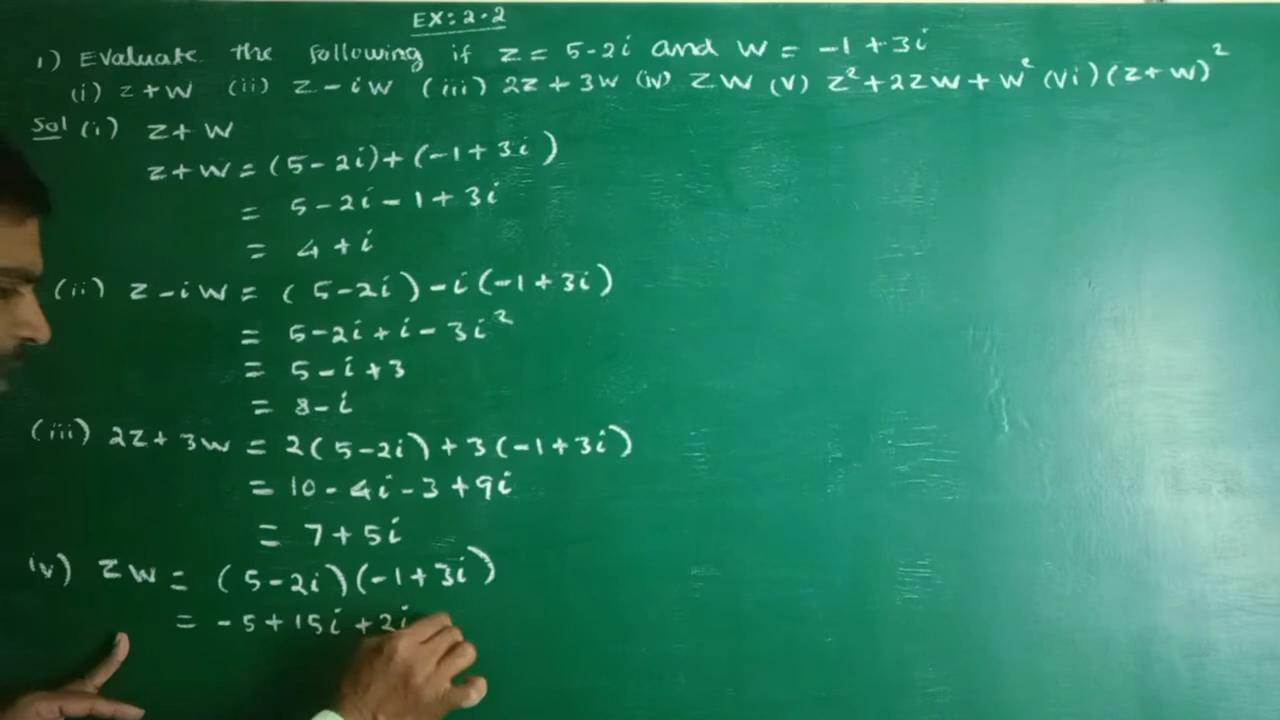 EX: 2.2
1) Evaluate the following if z = 5-2i and w = -1+3i
(i) z+w (ii) z-iw (iii) 2z+3w (iv) zw (v) z²+2zw+w² (vi) (z+w)²
Sol (i) z+w
z+w = (5-2i)+(-1+3i)
= 5-2i-1+3i
= 4+i
(ii) z-iw = (5-2i)-i(-1+3i)
= 5-2i+i-3i²
= 5-i+3
= 8-i
(iii) 2z+3w = 2(5-2i)+3(-1+3i)
= 10-4i-3+9i
= 7+5i
iv) zw = (5-2i)(-1+3i)
= -5+15i+2i